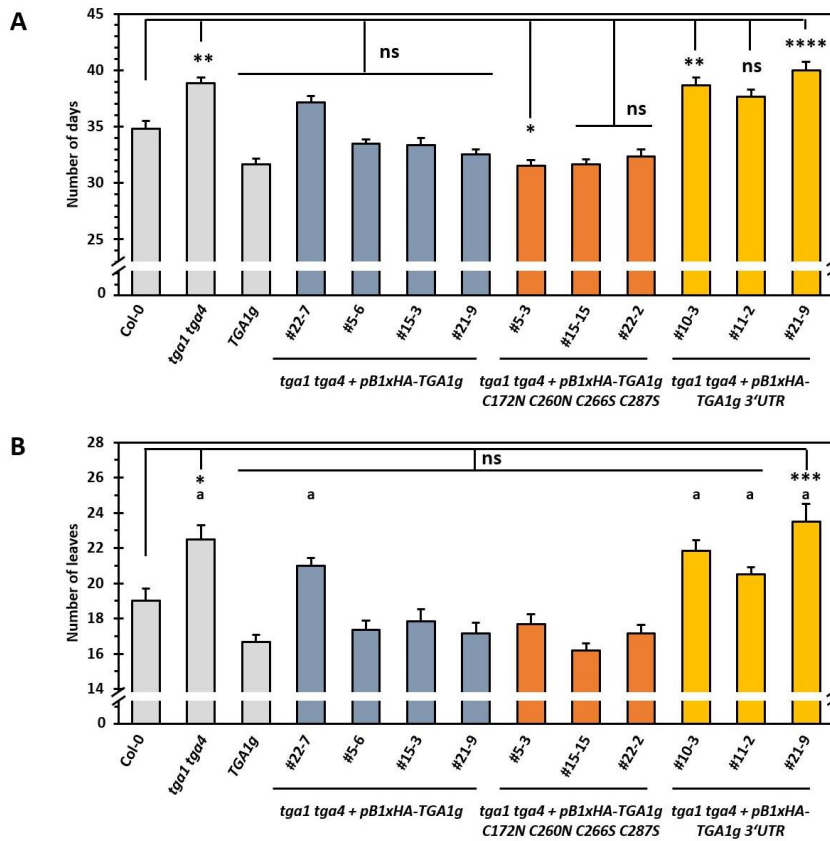 A
Number of days
45
40
35
30
25
0
**
ns
*
ns
**
ns
****
Col-0
tga1 tga4
TGA1g
#22-7
#5-6
#15-3
#21-9
#5-3
#15-15
#22-2
#10-3
#11-2
#21-9
tga1 tga4 + pB1xHA-TGA1g
tga1 tga4 + pB1xHA-TGA1g
C172N C260N C266S C287S
tga1 tga4 + pB1xHA-
TGA1g 3‘UTR
B
Number of leaves
28
26
24
22
20
18
16
14
0
*
a
a
ns
a
a
***
a
Col-0
tga1 tga4
TGA1g
#22-7
#5-6
#15-3
#21-9
#5-3
#15-15
#22-2
#10-3
#11-2
#21-9
tga1 tga4 + pB1xHA-TGA1g
tga1 tga4 + pB1xHA-TGA1g
C172N C260N C266S C287S
tga1 tga4 + pB1xHA-
TGA1g 3‘UTR